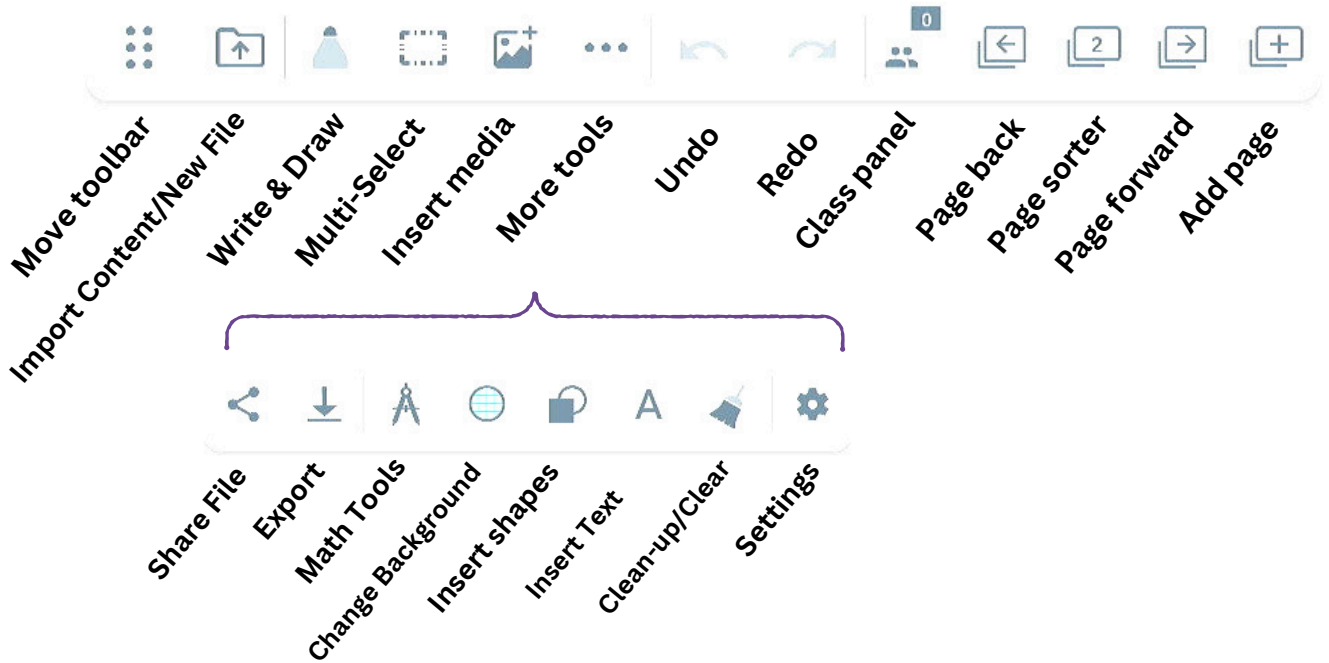 0
2
Move toolbar
Import Content/New File
Write & Draw
Multi-Select
Insert media
More tools
Undo
Redo
Class panel
Page back
Page sorter
Page forward
Add page
A
Share File
Export
Math Tools
Change Background
Insert shapes
Insert Text
Clean-up/Clear
Settings